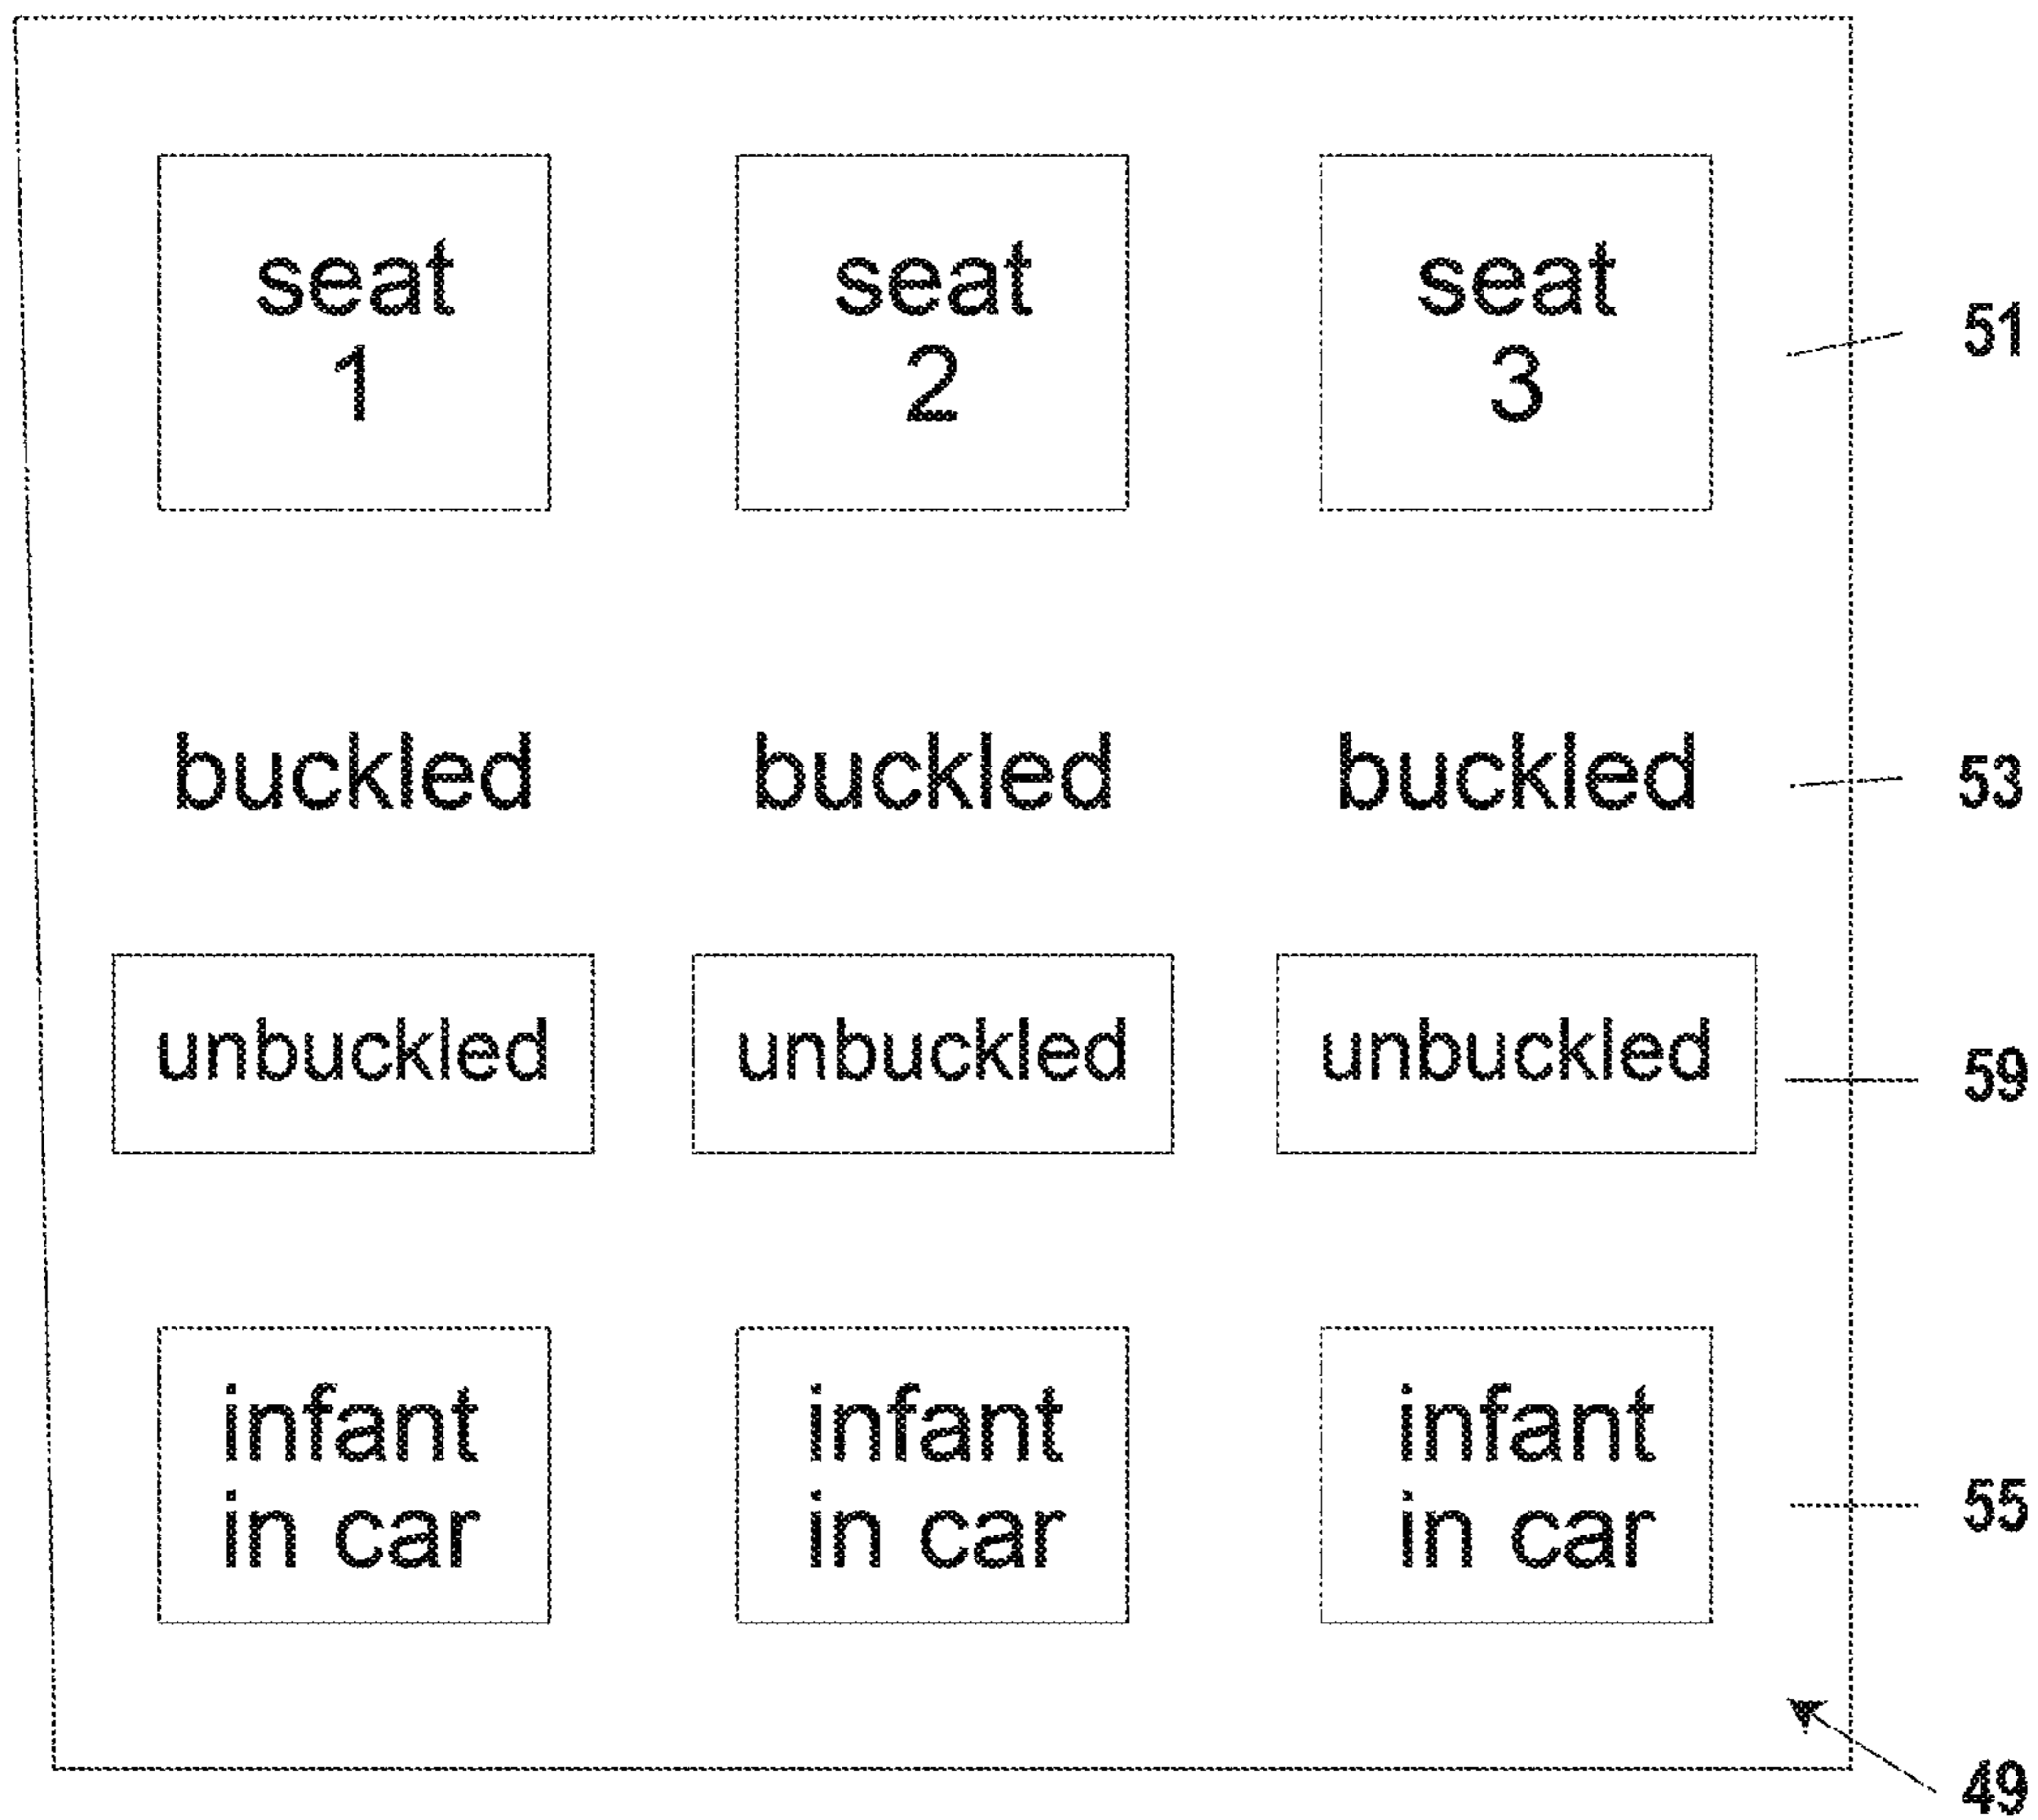 seat seat seat
1 2 3
51
buckled buckled buckled 53
unbuckled unbuckled unbuckled 59
infant infant infant
in car in car in car 55
49